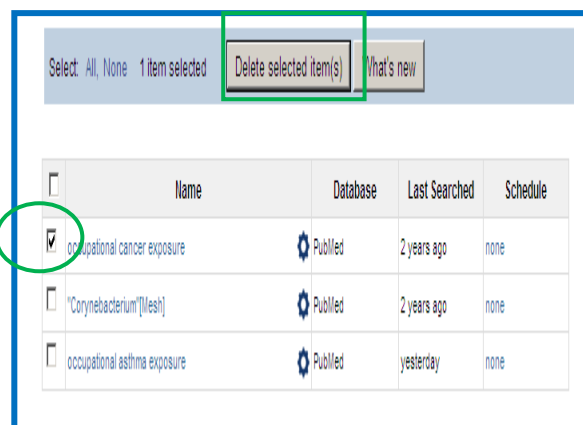 Select: All, None 1 item selected Delete selected item(s) What's new
Name Database Last Searched Schedule
occupational cancer exposure PubMed 2 years ago none
"Corynebacterium"[Mesh] PubMed 2 years ago none
occupational asthma exposure PubMed yesterday none